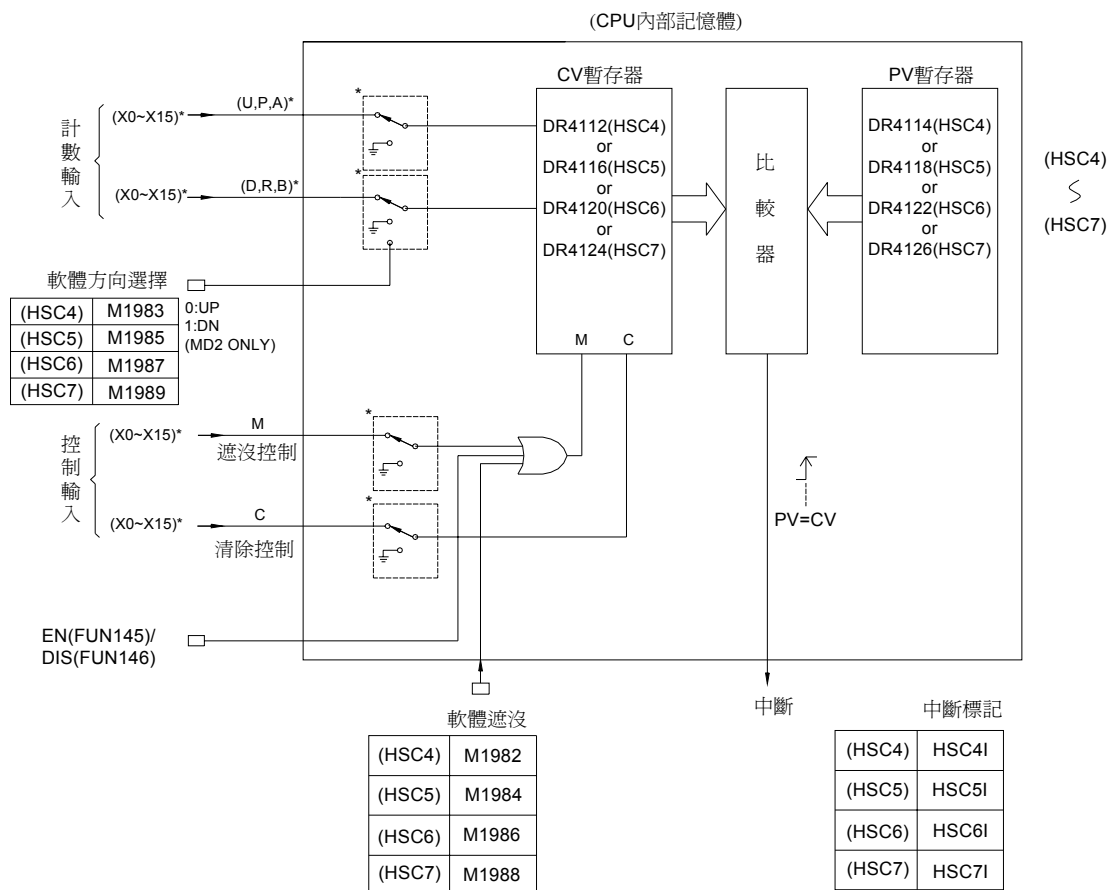 (CPU內部記憶體)
CV暫存器
PV暫存器
計數輸入
(X0~X15)*
(U,P,A)*
*
(X0~X15)*
(D,R,B)*
*
DR4112(HSC4)
or
DR4116(HSC5)
or
DR4120(HSC6)
or
DR4124(HSC7)
M
C
比較器
DR4114(HSC4)
or
DR4118(HSC5)
or
DR4122(HSC6)
or
DR4126(HSC7)
(HSC4)
(HSC7)
軟體方向選擇
(HSC4) M1983
(HSC5) M1985
(HSC6) M1987
(HSC7) M1989
0:UP
1:DN
(MD2 ONLY)
控制輸入
(X0~X15)*
M
遮沒控制
*
(X0~X15)*
C
清除控制
*
PV=CV
EN(FUN145)/
DIS(FUN146)
軟體遮沒
(HSC4) M1982
(HSC5) M1984
(HSC6) M1986
(HSC7) M1988
中斷
中斷標記
(HSC4) HSC4I
(HSC5) HSC5I
(HSC6) HSC6I
(HSC7) HSC7I